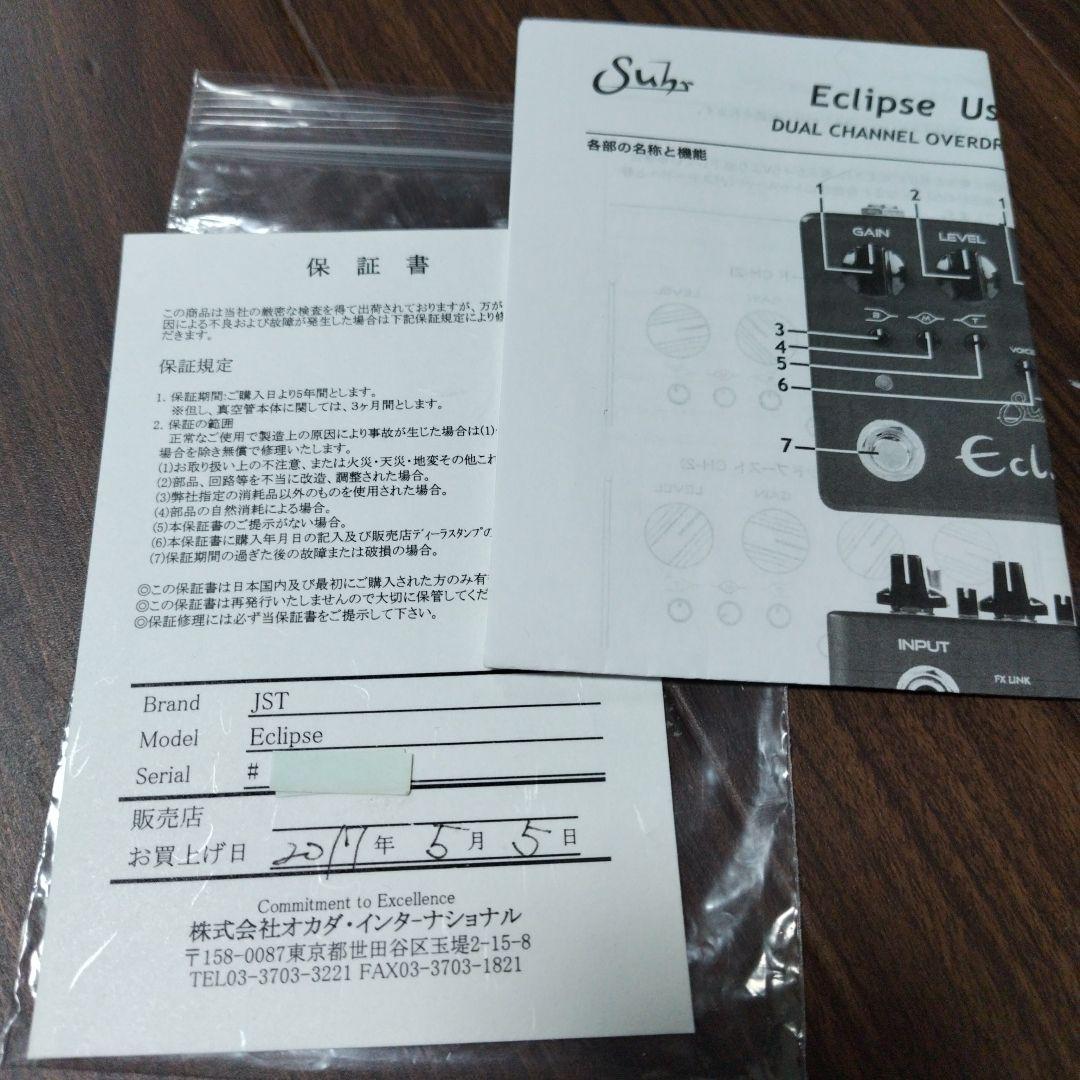 Suhr
Eclipse Us
DUAL CHANNEL OVERDR
各部の名称と機能
1
2
1
GAIN
LEVEL
B
M
T
3
4
5
6
VOICE
7
Ecl
INPUT
FX LINK
保証書
この商品は当社の厳密な検査を得て出荷されておりますが、万が
因による不良および故障が発生した場合は下記保証規定により修
だきます。
保証規定
1. 保証期間:ご購入日より5年間とします。
※但し、真空管本体に関しては、3ヶ月間とします。
2. 保証の範囲
正常なご使用で製造上の原因により事故が生じた場合は(1)
場合を除き無償で修理いたします。
(1)お取り扱い上の不注意、または火災・天災・地変その他これ
(2)部品、回路等を不当に改造、調整された場合。
(3)弊社指定の消耗品以外のものを使用された場合。
(4)部品の自然消耗による場合。
(5)本保証書のご提示がない場合。
(6)本保証書に購入年月日の記入及び販売店ディーラスタンプの
(7)保証期間の過ぎた後の故障または破損の場合。
◎この保証書は日本国内及び最初にご購入された方のみ有
◎この保証書は再発行いたしませんので大切に保管してくだ
◎保証修理には必ず当保証書をご提示して下さい。
Brand JST
Model Eclipse
Serial #
販売店
お買上げ日 2017年 5月 5日
Commitment to Excellence
株式会社オカダ・インターナショナル
〒158-0087東京都世田谷区玉堤2-15-8
TEL03-3703-3221 FAX03-3703-1821